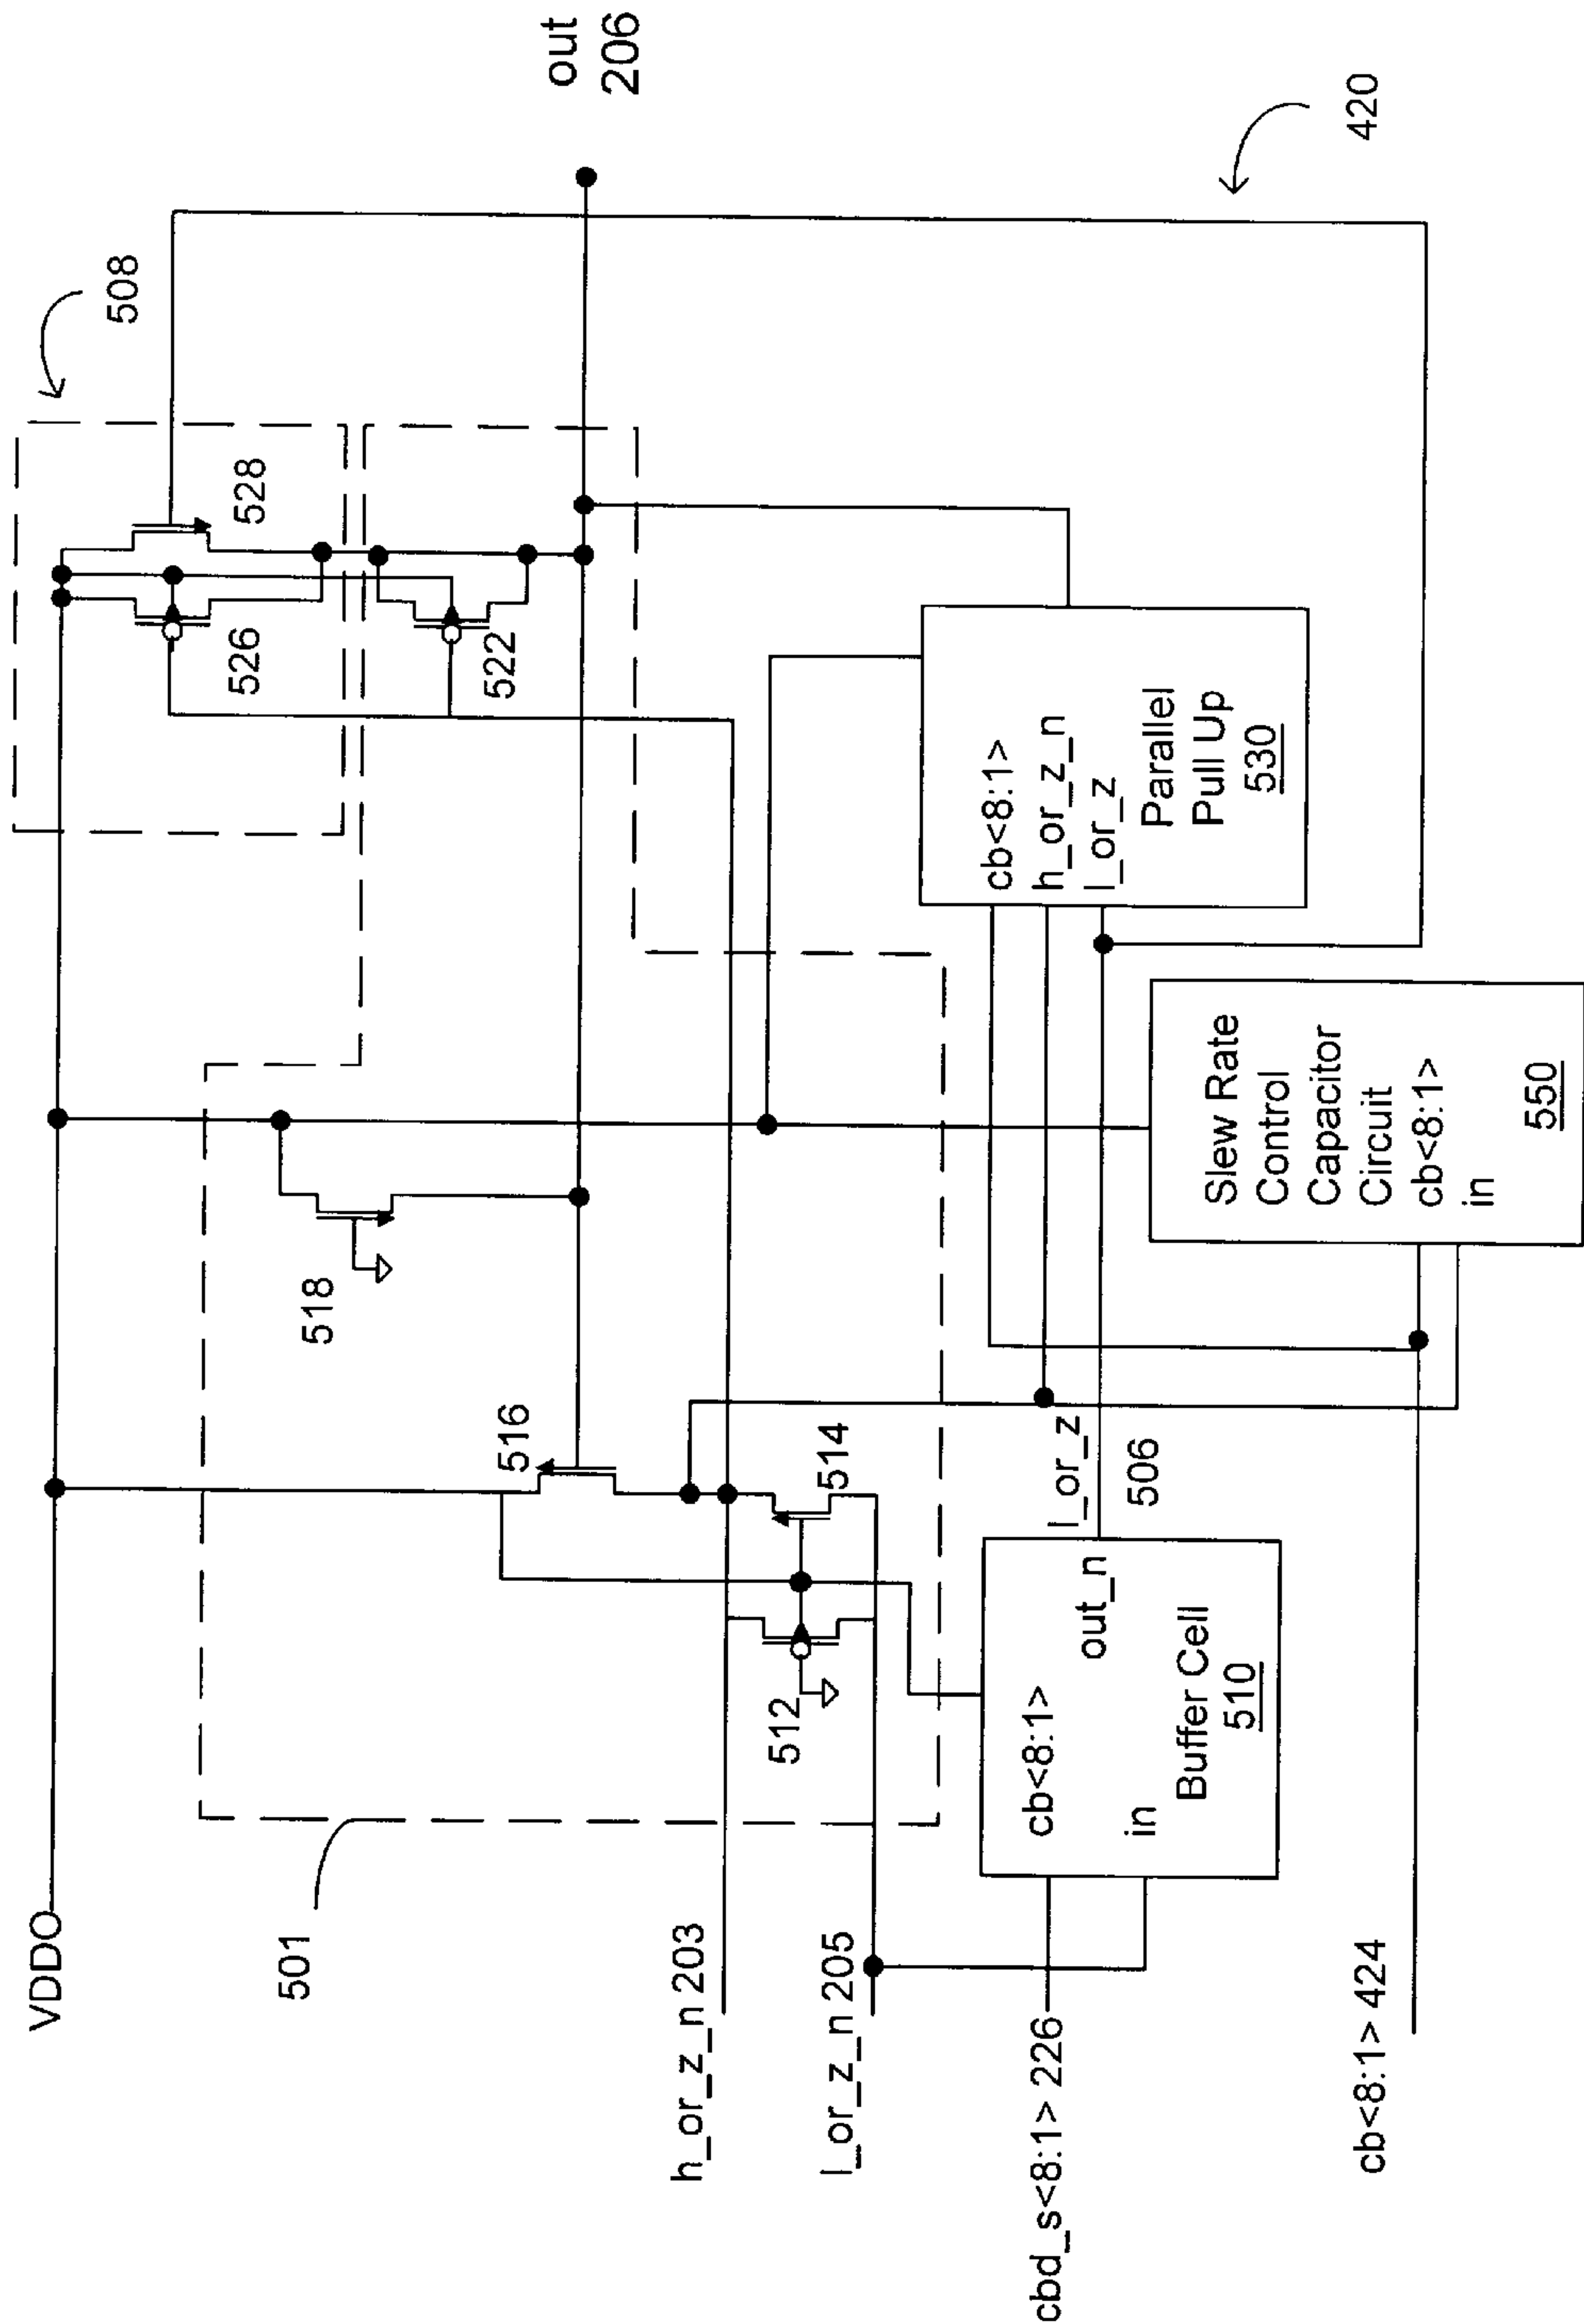 VDDO
501
508
528
526
522
out
206
518
516
514
512
h_or_z_n 203
l_or_z_n 205
cbd_s<8:1> 226
cb<8:1> 424
cb<8:1>
out_n
in
Buffer Cell
510
l_or_z
506
cb<8:1>
h_or_z_n
l_or_z
Parallel
Pull Up
530
Slew Rate
Control
Capacitor
Circuit
cb<8:1>
in
550
420